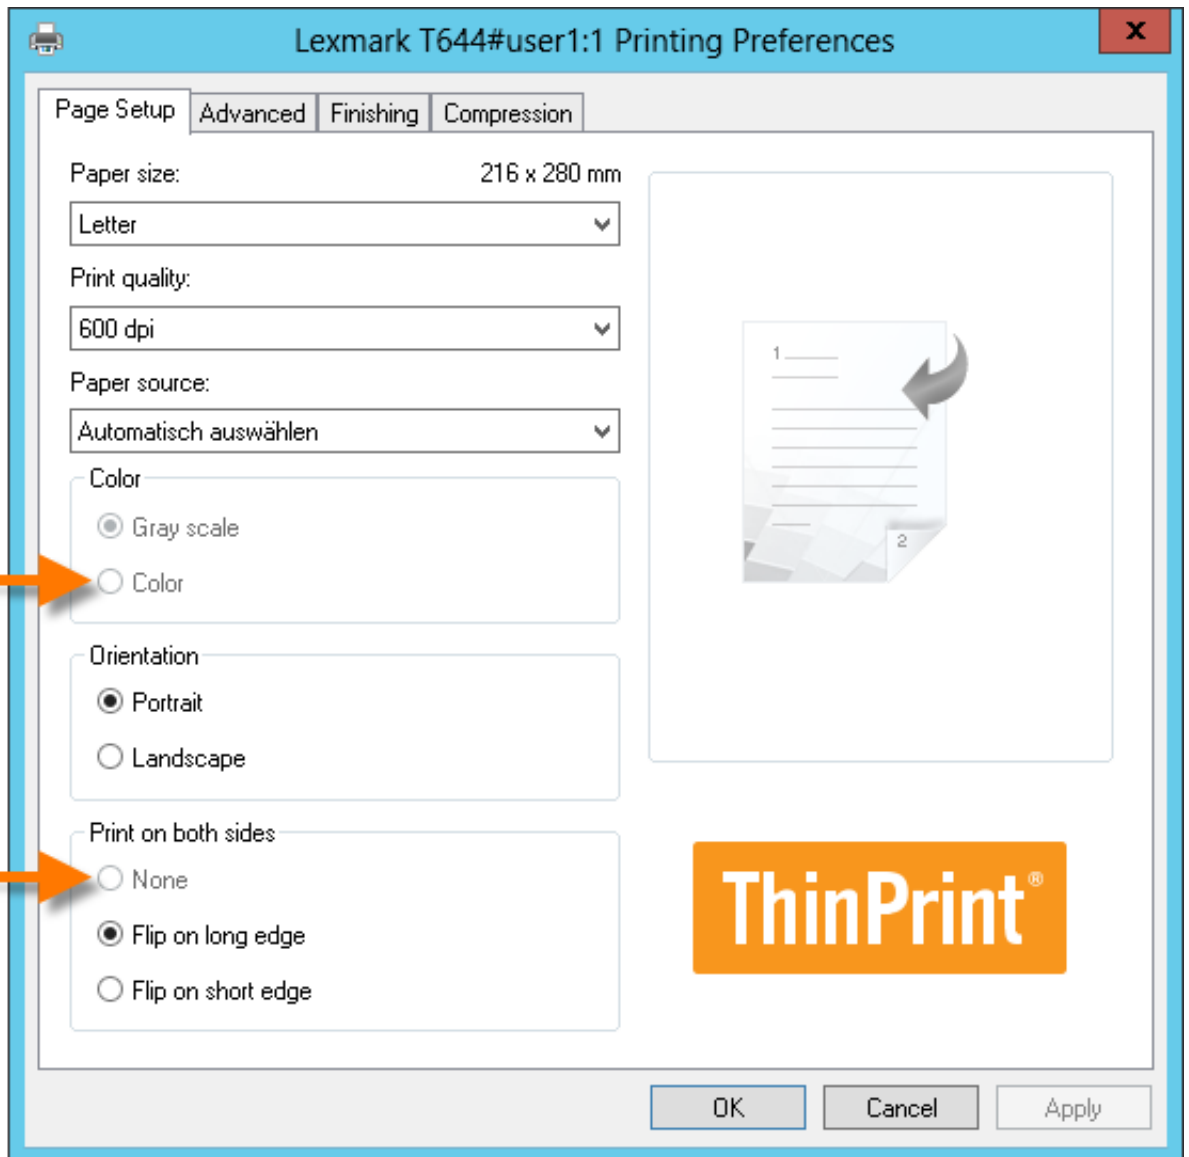 Lexmark T644#user1:1 Printing Preferences
x
Page Setup Advanced Finishing Compression
Paper size: 216 x 280 mm
Letter
Print quality:
600 dpi
Paper source:
Automatisch auswählen
Color
Gray scale
Color
Orientation
Portrait
Landscape
Print on both sides
None
Flip on long edge
Flip on short edge
1
2
ThinPrint®
OK Cancel Apply